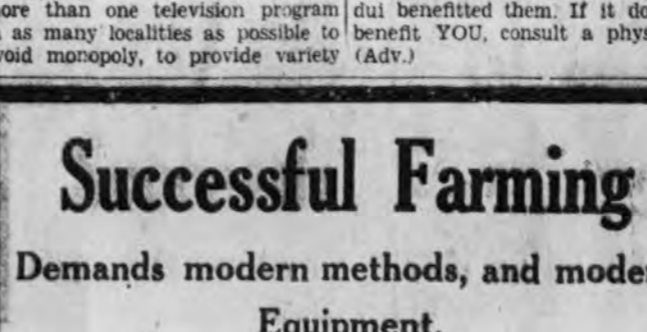 ore than one television program
as many localities as possible to
void monopoly, to provide variety
dui benefitted them. If it do
benefit YOU, consult a phys
(Adv.)
Successful Farming
Demands modern methods, and mode
Equipment.